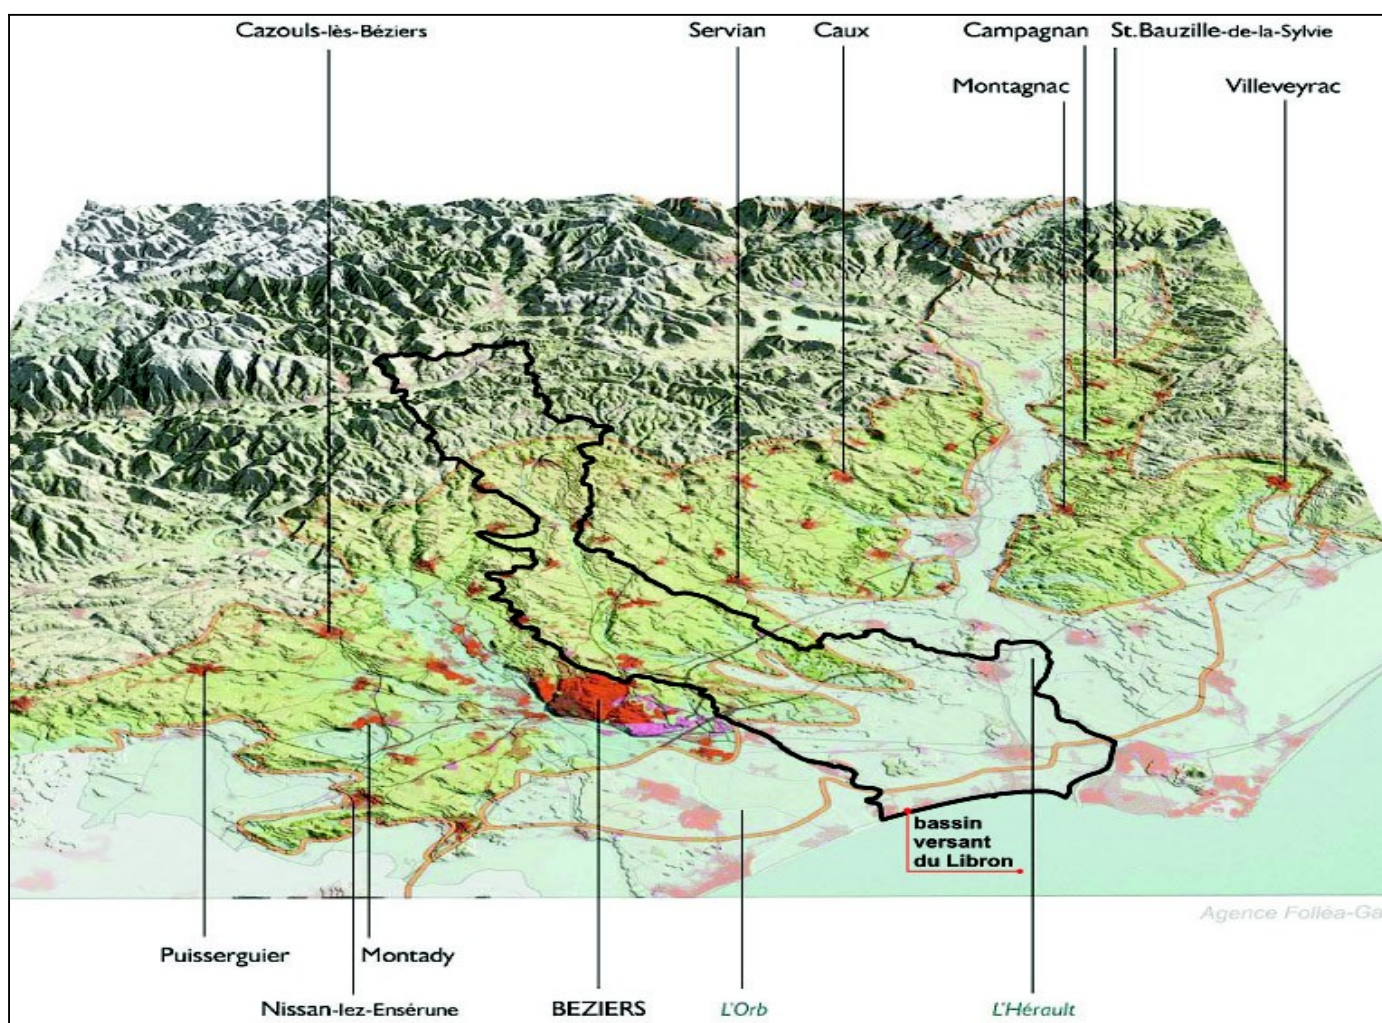 Cazouls-lès-Béziers
Servian
Caux
Campagnan
St.Bauzille-de-la-Sylvie
Montagnac
Villeveyrac
bassin
versant
du Libron
Agence Folléa-Ga
Puisserguier
Montady
Nissan-lez-Ensérune
BEZIERS
L'Orb
L'Hérault